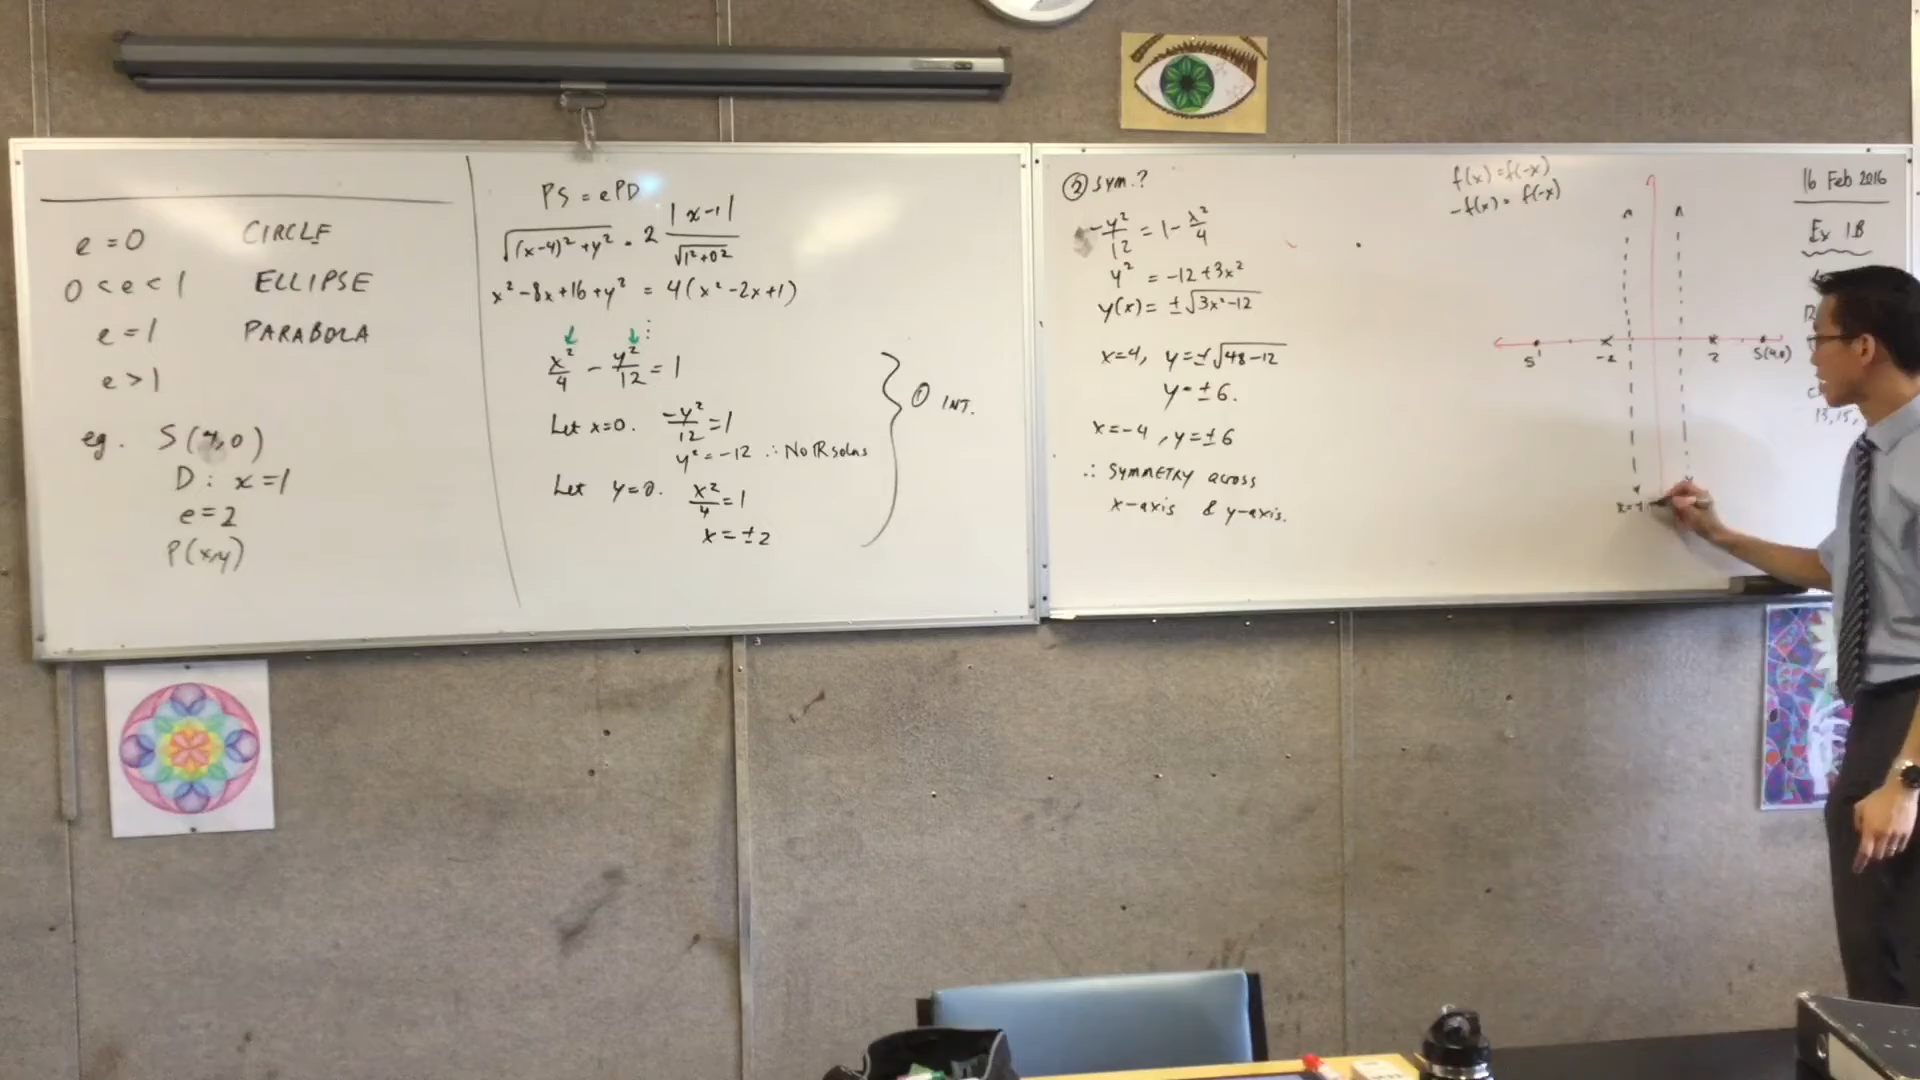 e = 0 CIRCLE
0 < e < 1 ELLIPSE
e = 1 PARABOLA
e > 1
eg. S(4,0)
D : x = 1
e = 2
P(x,y)
PS = ePD
√((x-4)² + y²) = 2 |x-1| / √(1²+0²)
x² - 8x + 16 + y² = 4(x² - 2x + 1)
⋮
x²/4 - y²/12 = 1
Let x=0. -y²/12 = 1
y² = -12 ∴ No ℝ solns
Let y=0. x²/4 = 1
x = ±2
① INT.
② Sym.?
-y²/12 = 1 - x²/4
y² = -12 + 3x²
y(x) = ±√(3x²-12)
x=4, y=±√(48-12)
y=±6.
x=-4, y=±6
∴ SYMMETRY across
x-axis & y-axis.
f(x) = f(-x)
-f(x) = f(-x)
S' -2 2 S(4,0)
16 Feb 2016
Ex 1B
13, 15,